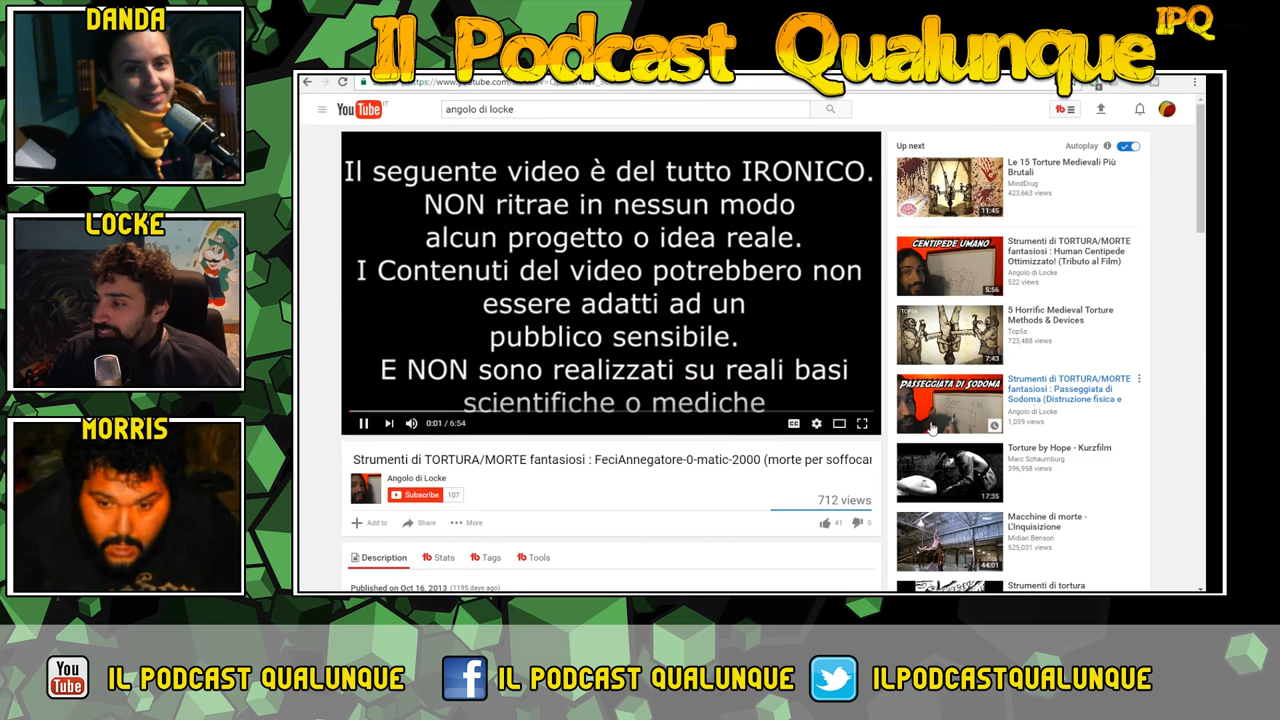 DANDA
LOCKE
MORRIS
Il Podcast Qualunque IPQ
YouTube IT
angolo di locke
Il seguente video è del tutto IRONICO.
NON ritrae in nessun modo
alcun progetto o idea reale.
I Contenuti del video potrebbero non
essere adatti ad un
pubblico sensibile.
E NON sono realizzati su reali basi
scientifiche o mediche
0:01 / 6:54
Strumenti di TORTURA/MORTE fantasiosi : FeciAnnegatore-0-matic-2000 (morte per soffocar
Angolo di Locke
Subscribe 107
712 views
Add to Share More
41 0
Description Stats Tags Tools
Published on Oct 16, 2013 (1195 days ago)
Up next Autoplay
Le 15 Torture Medievali Più
Brutali
MindDrug
423,663 views
11:45
CENTIPEDE UMANO
5:56
Strumenti di TORTURA/MORTE
fantasiosi : Human Centipede
Ottimizzato! (Tributo al Film)
Angolo di Locke
522 views
TOP5s
7:43
5 Horrific Medieval Torture
Methods & Devices
Top5s
723,488 views
PASSEGGIATA DI SODOMA
Strumenti di TORTURA/MORTE
fantasiosi : Passeggiata di
Sodoma (Distruzione fisica e
Angolo di Locke
1,059 views
17:35
Torture by Hope - Kurzfilm
Marc Schaumburg
396,958 views
44:01
Macchine di morte -
L'Inquisizione
Midian Benson
525,031 views
Strumenti di tortura
You Tube IL PODCAST QUALUNQUE
f IL PODCAST QUALUNQUE
ILPODCASTQUALUNQUE